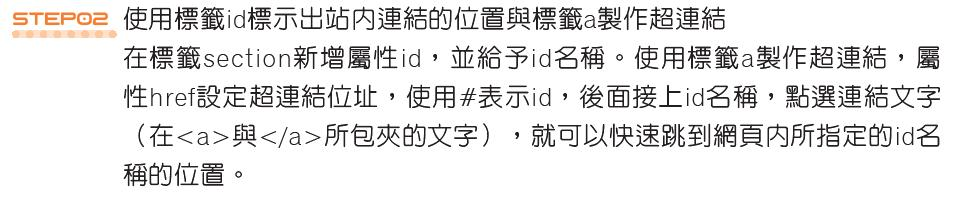 STEP02 使用標籤id標示出站內連結的位置與標籤a製作超連結
在標籤section新增屬性id，並給予id名稱。使用標籤a製作超連結，屬
性href設定超連結位址，使用#表示id，後面接上id名稱，點選連結文字
（在<a>與</a>所包夾的文字），就可以快速跳到網頁內所指定的id名
稱的位置。